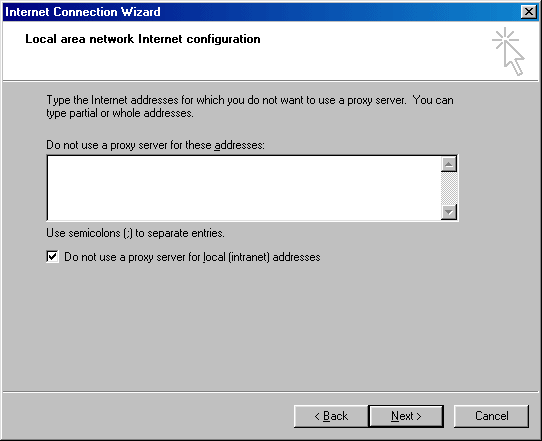 Internet Connection Wizard
Local area network Internet configuration
Type the Internet addresses for which you do not want to use a proxy server.  You can
type partial or whole addresses.
Do not use a proxy server for these addresses:
Use semicolons (;) to separate entries.
Do not use a proxy server for local (intranet) addresses
< Back
Next >
Cancel